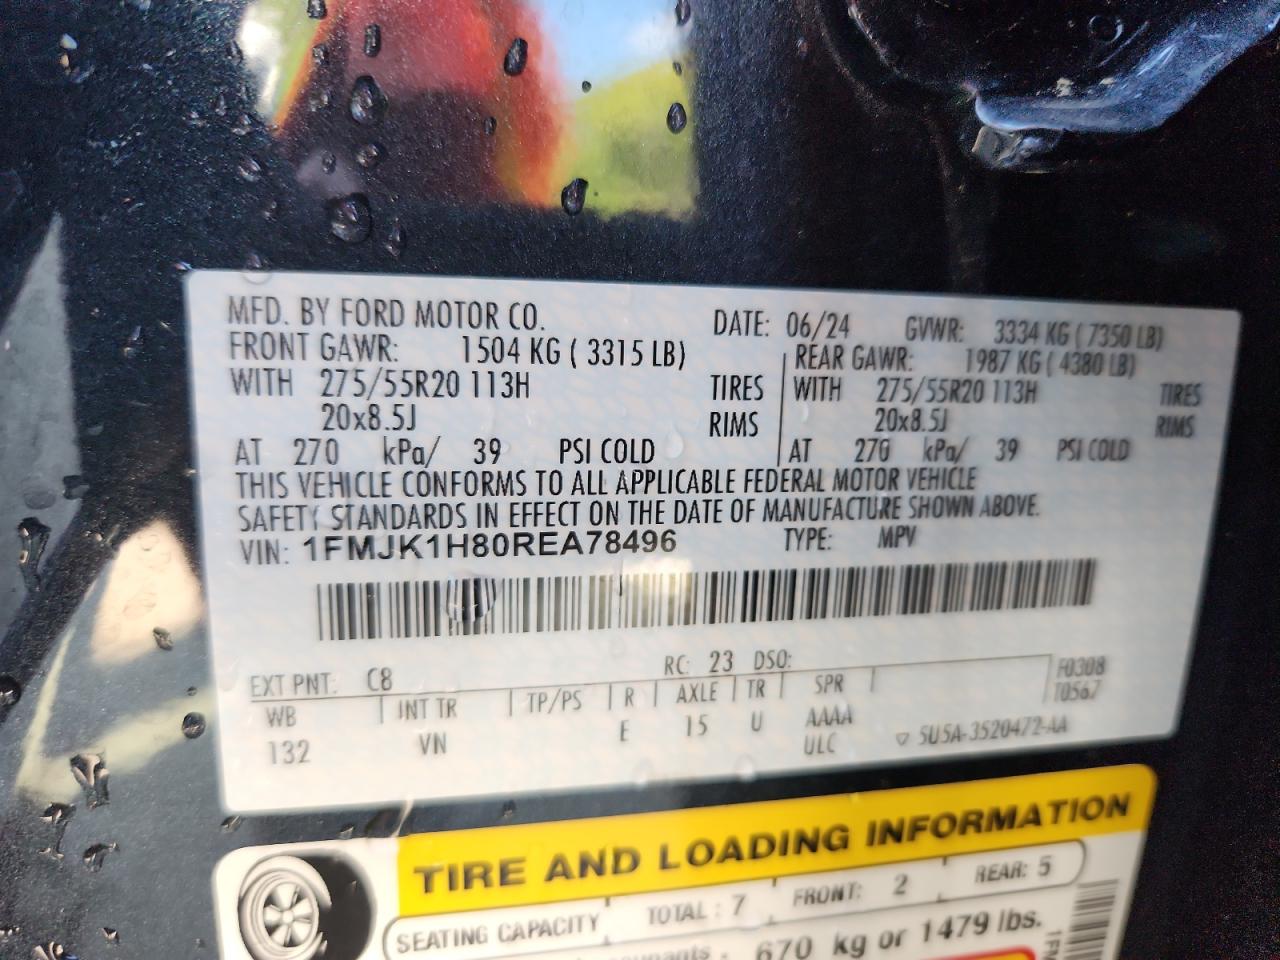 MFD. BY FORD MOTOR CO. DATE: 06/24 GVWR: 3334 KG ( 7350 LB)
FRONT GAWR: 1504 KG ( 3315 LB) REAR GAWR: 1987 KG ( 4380 LB)
WITH 275/55R20 113H TIRES WITH 275/55R20 113H TIRES
20x8.5J RIMS 20x8.5J RIMS
AT 270 kPa/ 39 PSI COLD AT 270 kPa/ 39 PSI COLD
THIS VEHICLE CONFORMS TO ALL APPLICABLE FEDERAL MOTOR VEHICLE
SAFETY STANDARDS IN EFFECT ON THE DATE OF MANUFACTURE SHOWN ABOVE.
VIN: 1FMJK1H80REA78496 TYPE: MPV
EXT PNT: C8 RC: 23 DSO: F0308
WB INT TR TP/PS R AXLE TR SPR T0567
132 VN E 15 U AAAA
ULC ▽ 5U5A-3520472-AA
TIRE AND LOADING INFORMATION
SEATING CAPACITY TOTAL : 7 FRONT: 2 REAR: 5
670 kg or 1479 lbs.